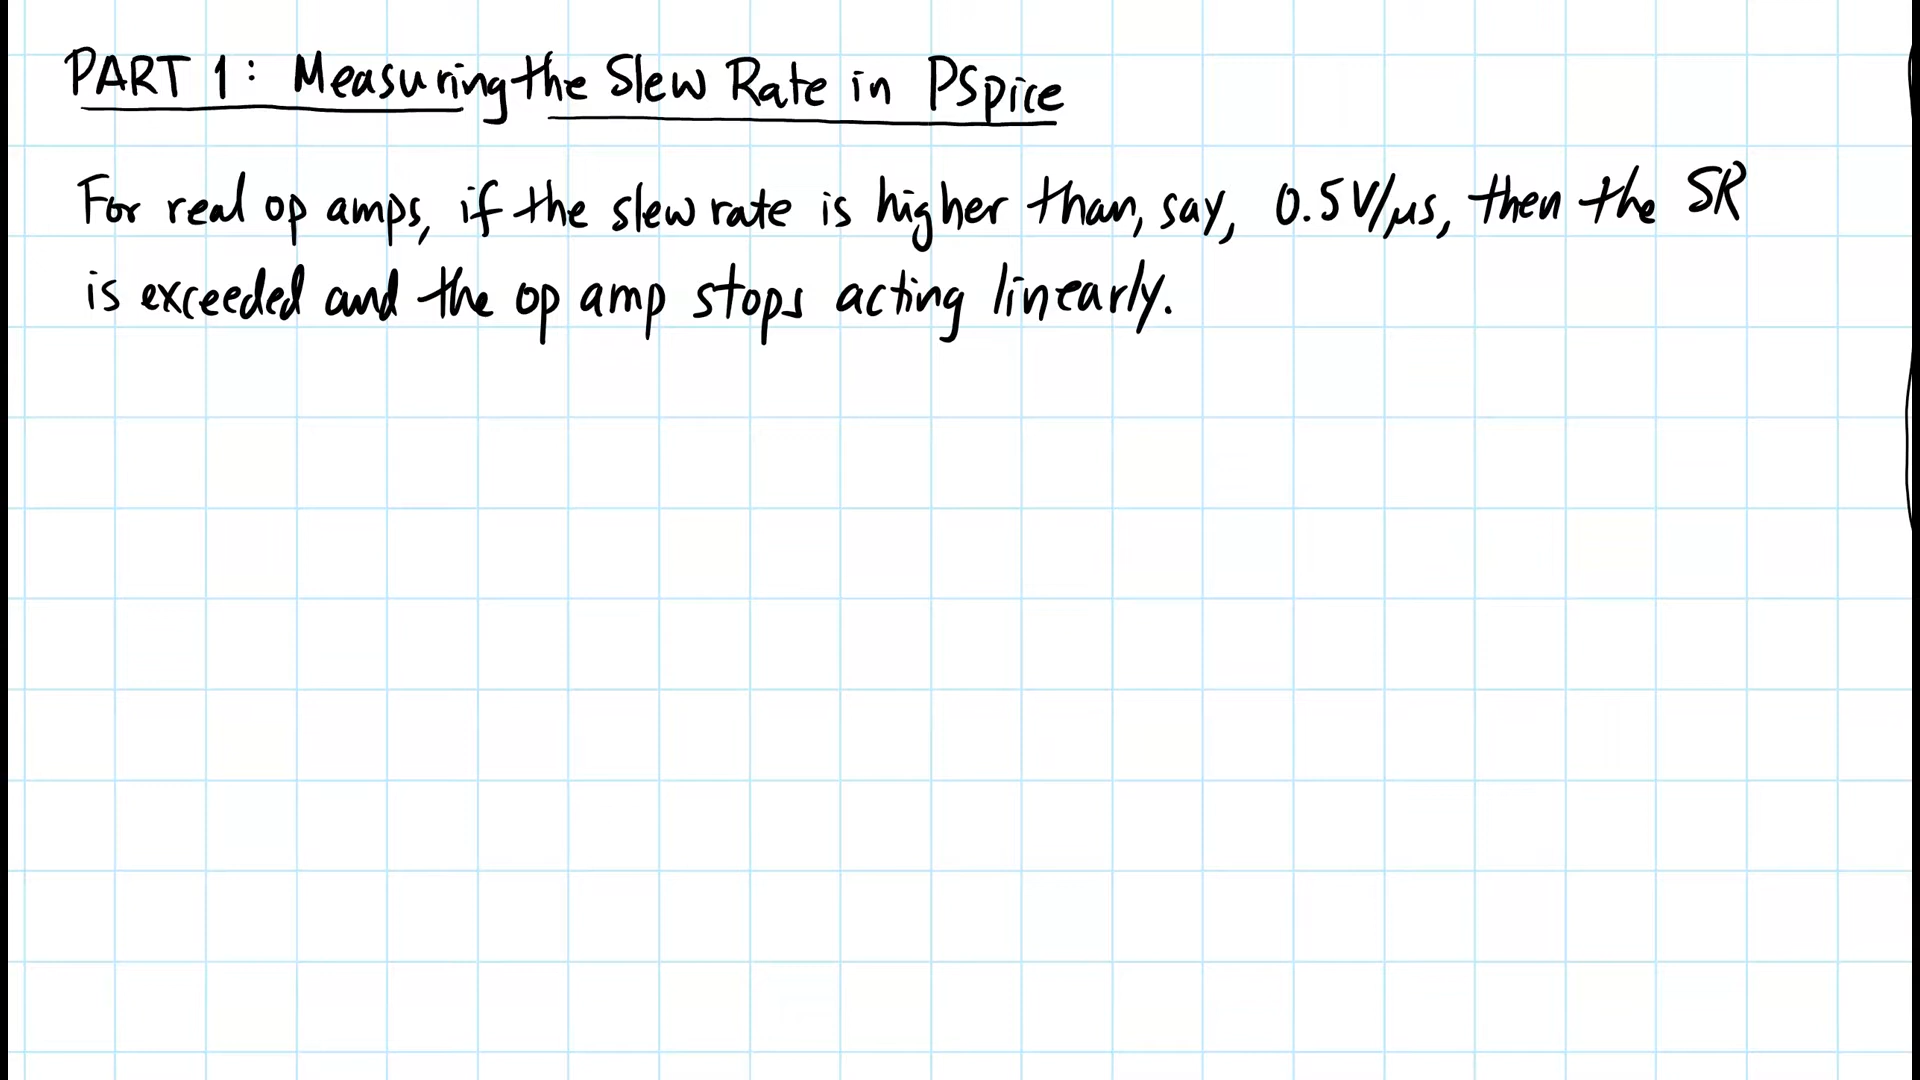 PART 1: Measuring the Slew Rate in PSpice
For real op amps, if the slew rate is higher than, say, 0.5V/μs, then the SR
is exceeded and the op amp stops acting linearly.